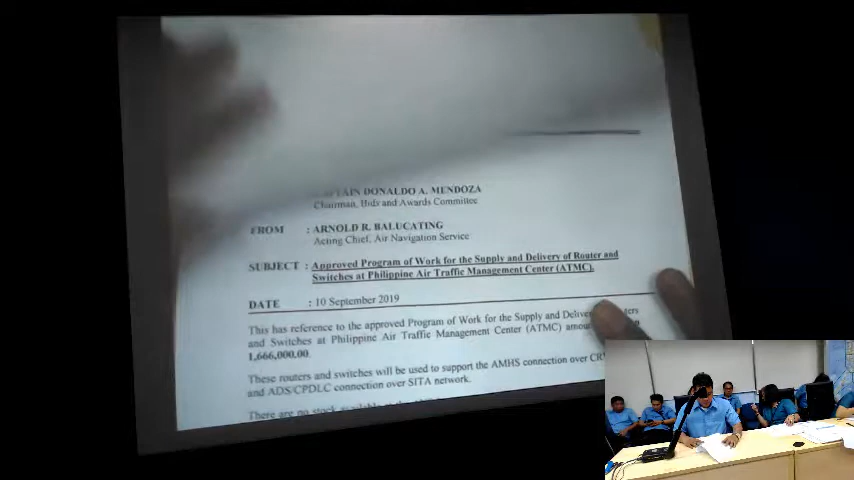 DONALDO A. MENDOZA
Chairman, Bids and Awards Committee
FROM : ARNOLD R. BALUCATING
Acting Chief, Air Navigation Service
SUBJECT : Approved Program of Work for the Supply and Delivery of Router and
Switches at Philippine Air Traffic Management Center (ATMC).
DATE : 10 September 2019
This has reference to the approved Program of Work for the Supply and
and Switches at Philippine Air Traffic Management Center (ATMC)
1,666,000.00.
These routers and switches will be used to support the AMHS connection over
and ADS/CPDLC connection over SITA network.
There are no stock